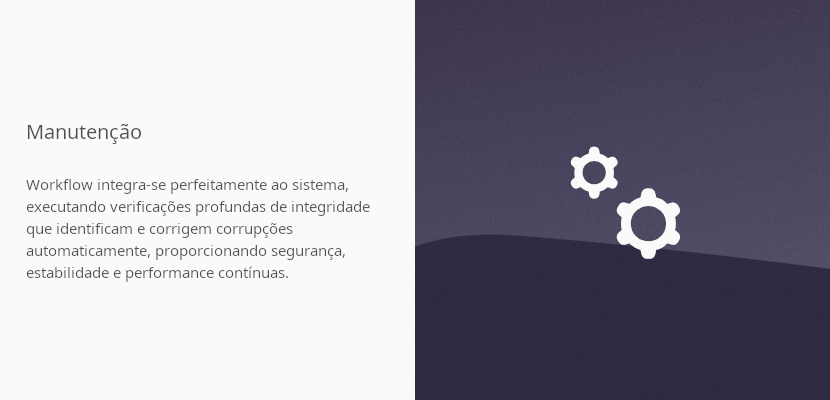 Manutenção
Workflow integra-se perfeitamente ao sistema,
executando verificações profundas de integridade
que identificam e corrigem corrupções
automaticamente, proporcionando segurança,
estabilidade e performance contínuas.